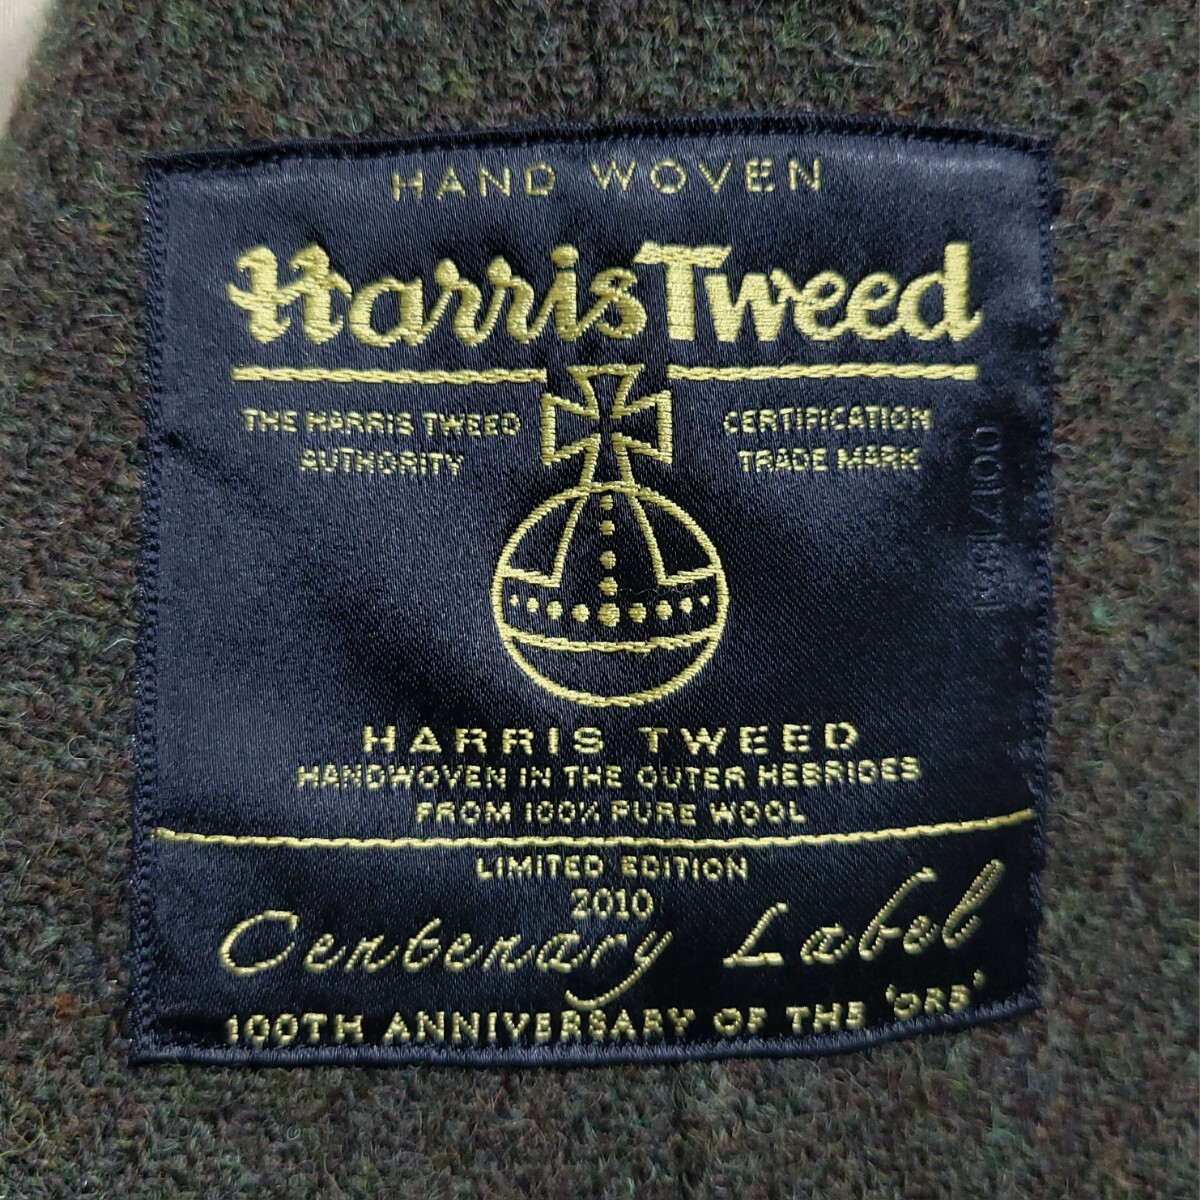 HAND WOVEN
Harris Tweed
THE HARRIS TWEED
AUTHORITY
CERTIFICATION
TRADE MARK
HARRIS TWEED
HANDWOVEN IN THE OUTER HEBRIDES
FROM 100% PURE WOOL
LIMITED EDITION
2010
Centenary Label
100TH ANNIVERSARY OF THE 'ORB'